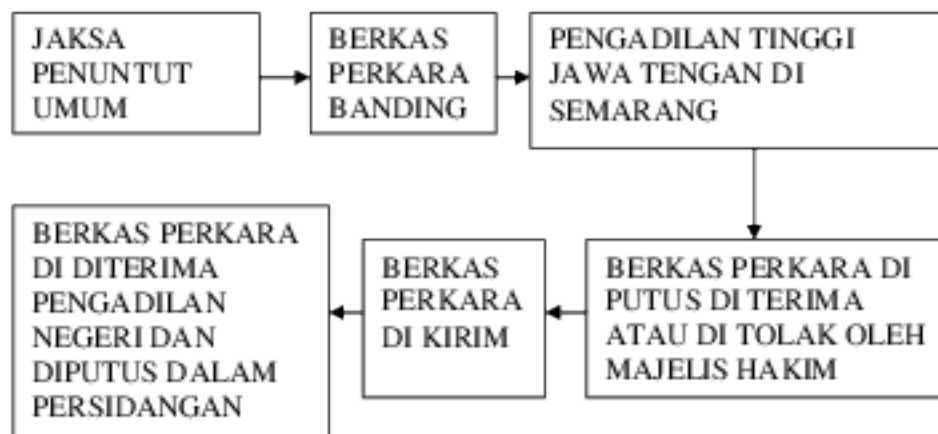 JAKSA
PENUNTUT
UMUM
BERKAS
PERKARA
BANDING
PENGADILAN TINGGI
JAWA TENGAN DI
SEMARANG
BERKAS PERKARA DI
PUTUS DI TERIMA
ATAU DI TOLAK OLEH
MAJELIS HAKIM
BERKAS
PERKARA
DI KIRIM
BERKAS PERKARA
DI DITERIMA
PENGADILAN
NEGERI DAN
DIPUTUS DALAM
PERSIDANGAN